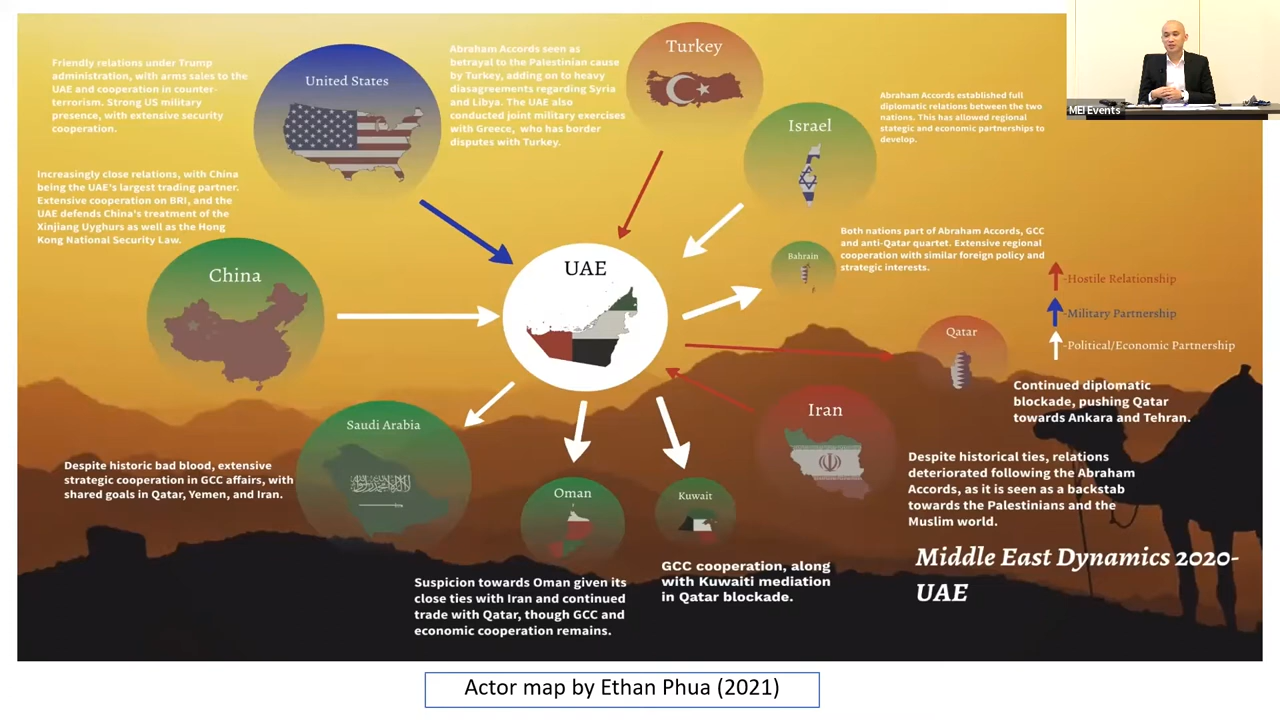 Friendly relations under Trump
administration, with arms sales to the
UAE and cooperation in counter-
terrorism. Strong US military
presence, with extensive security
cooperation.
United States
Abraham Accords seen as
betrayal to the Palestinian cause
by Turkey, adding on to heavy
diasagreements regarding Syria
and Libya. The UAE also
conducted joint military exercises
with Greece, who has border
disputes with Turkey.
Turkey
Israel
Abraham Accords established full
diplomatic relations between the two
nations. This has allowed regional
stategic and economic partnerships to
develop.
MEI Events
Increasingly close relations, with China
being the UAE's largest trading partner.
Extensive cooperation on BRI, and the
UAE defends China's treatment of the
Xinjiang Uyghurs as well as the Hong
Kong National Security Law.
China
UAE
Bahrain
Both nations part of Abraham Accords, GCC
and anti-Qatar quartet. Extensive regional
cooperation with similar foreign policy and
strategic interests.
-Hostile Relationship
-Military Partnership
-Political/Economic Partnership
Qatar
Continued diplomatic
blockade, pushing Qatar
towards Ankara and Tehran.
Saudi Arabia
Despite historic bad blood, extensive
strategic cooperation in GCC affairs, with
shared goals in Qatar, Yemen, and Iran.
Oman
Suspicion towards Oman given its
close ties with Iran and continued
trade with Qatar, though GCC and
economic cooperation remains.
Kuwait
GCC cooperation, along
with Kuwaiti mediation
in Qatar blockade.
Iran
Despite historical ties, relations
deteriorated following the Abraham
Accords, as it is seen as a backstab
towards the Palestinians and the
Muslim world.
Middle East Dynamics 2020-
UAE
Actor map by Ethan Phua (2021)